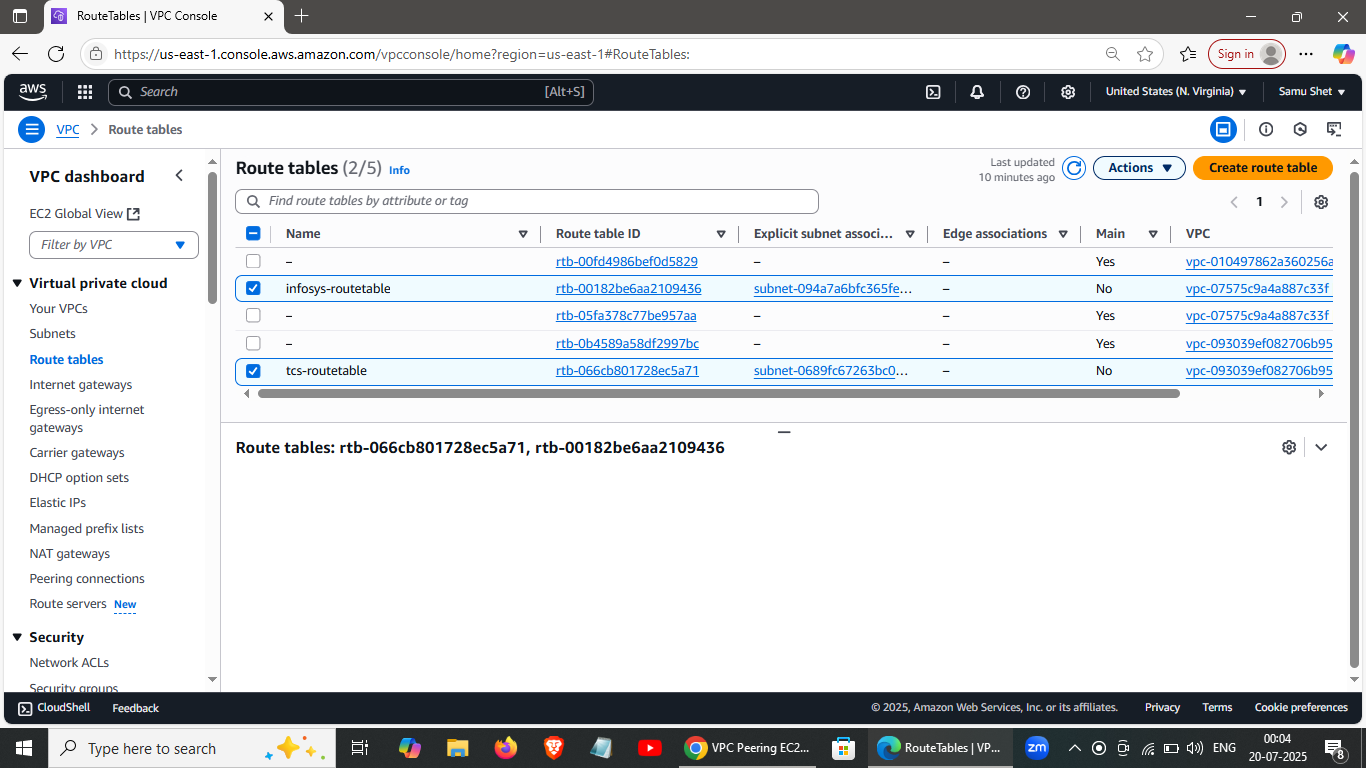 RouteTables | VPC Console
https://us-east-1.console.aws.amazon.com/vpcconsole/home?region=us-east-1#RouteTables:
Sign in
aws
Search
[Alt+S]
United States (N. Virginia)
Samu Shet
VPC
Route tables
VPC dashboard
EC2 Global View
Filter by VPC
Virtual private cloud
Your VPCs
Subnets
Route tables
Internet gateways
Egress-only internet
gateways
Carrier gateways
DHCP option sets
Elastic IPs
Managed prefix lists
NAT gateways
Peering connections
Route servers New
Security
Network ACLs
Security groups
Route tables (2/5) Info
Last updated
10 minutes ago
Actions
Create route table
Find route tables by attribute or tag
1
Name Route table ID Explicit subnet associ... Edge associations Main VPC
– rtb-00fd4986bef0d5829 – – Yes vpc-010497862a360256a
infosys-routetable rtb-00182be6aa2109436 subnet-094a7a6bfc365fe... – No vpc-07575c9a4a887c33f
– rtb-05fa378c77be957aa – – Yes vpc-07575c9a4a887c33f
– rtb-0b4589a58df2997bc – – Yes vpc-093039ef082706b95
tcs-routetable rtb-066cb801728ec5a71 subnet-0689fc67263bc0... – No vpc-093039ef082706b95
Route tables: rtb-066cb801728ec5a71, rtb-00182be6aa2109436
CloudShell
Feedback
© 2025, Amazon Web Services, Inc. or its affiliates.
Privacy
Terms
Cookie preferences
Type here to search
VPC Peering EC2...
RouteTables | VP...
zm
ENG
00:04
20-07-2025
8